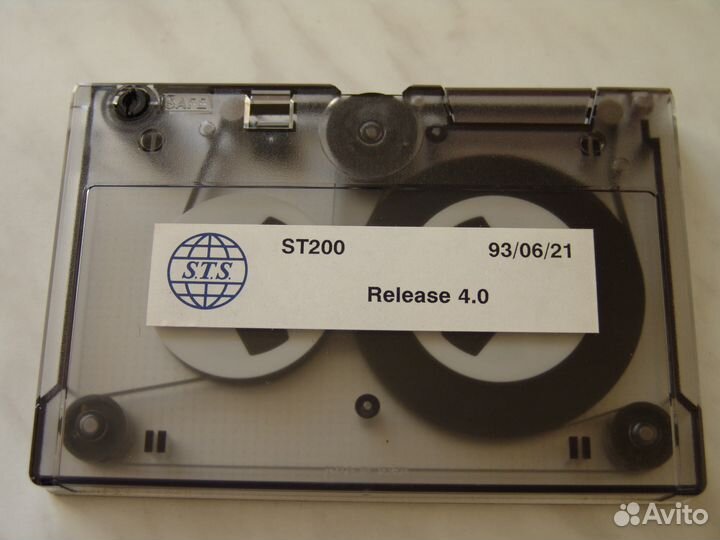 SAFE
ST200 93/06/21
S.T.S.
Release 4.0
Avito